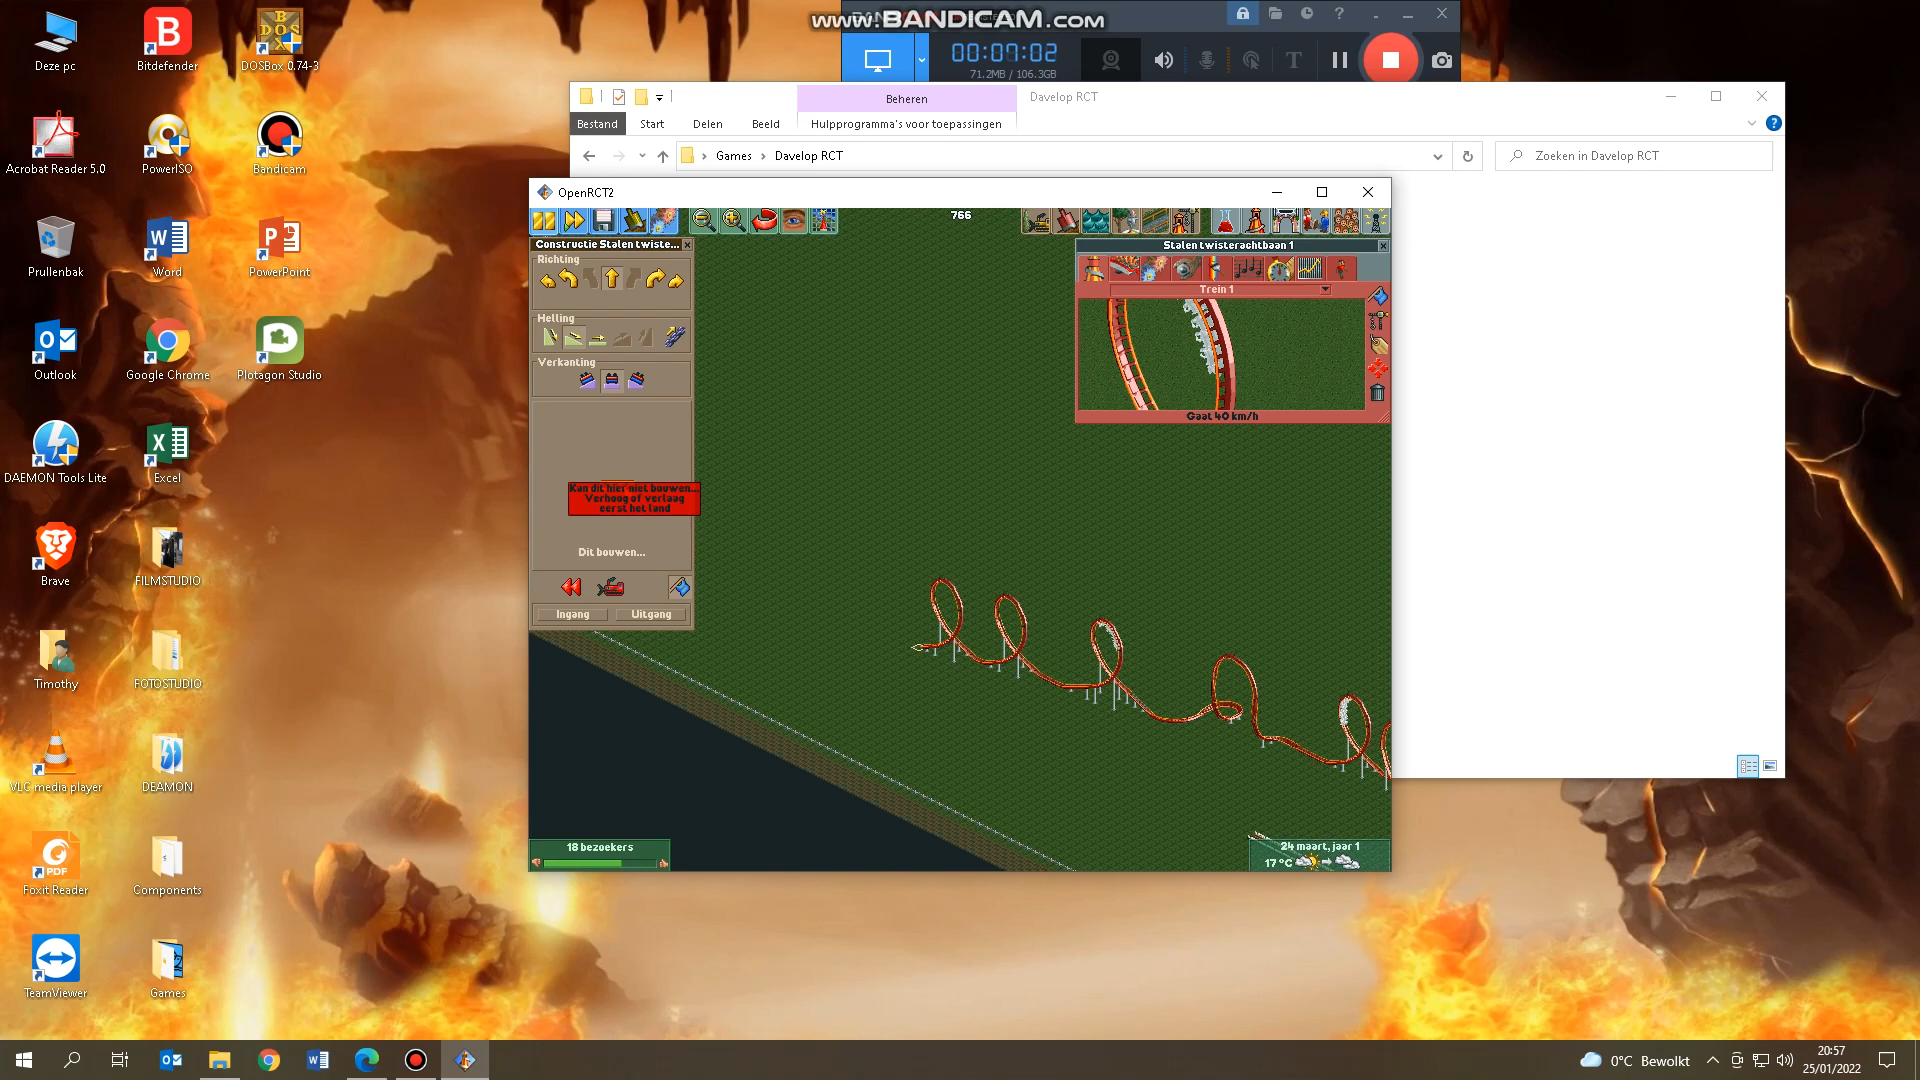 www.BANDICAM.com
00:07:02
71.2MB / 106.3GB
Deze pc
Bitdefender
DOSBox 0.74-3
Acrobat Reader 5.0
PowerISO
Bandicam
Prullenbak
Word
PowerPoint
Outlook
Google Chrome
Plotagon Studio
DAEMON Tools Lite
Excel
Brave
FILMSTUDIO
Timothy
FOTOSTUDIO
VLC media player
DEAMON
Foxit Reader
Components
TeamViewer
Games
Beheren
Davelop RCT
Bestand
Start
Delen
Beeld
Hulpprogramma's voor toepassingen
Games
Davelop RCT
Zoeken in Davelop RCT
OpenRCT2
766
Constructie Stalen twiste...
Richting
Helling
Verkanting
Kan dit hier niet bouwen...
Verhoog of verlaag
eerst het land
Dit bouwen...
Ingang
Uitgang
Stalen twisterachtbaan 1
Trein 1
Gaat 40 km/h
18 bezoekers
24 maart, jaar 1
17 °C
0°C Bewolkt
20:57
25/01/2022